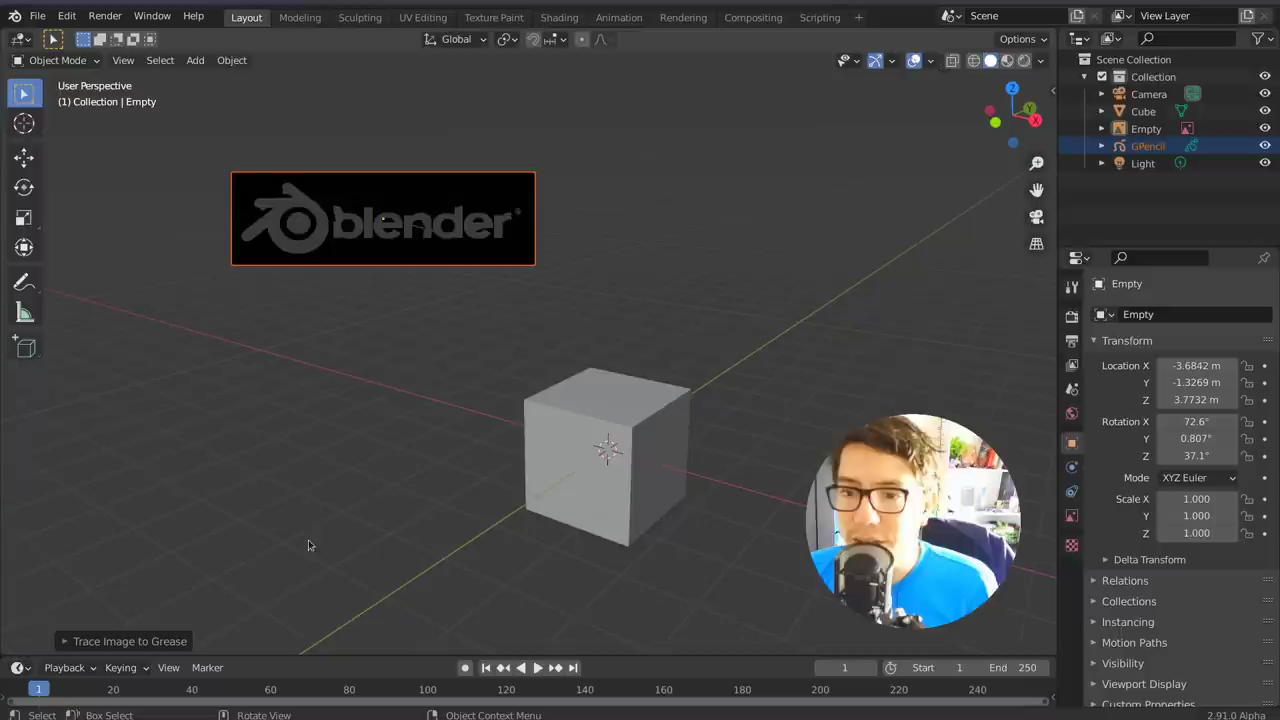 File Edit Render Window Help Layout Modeling Sculpting UV Editing Texture Paint Shading Animation Rendering Compositing Scripting + Scene View Layer
Global Options
Object Mode View Select Add Object
User Perspective
(1) Collection | Empty
Z
Y
X
blender®
Trace Image to Grease
Scene Collection
Collection
Camera
Cube
Empty
GPencil
Light
Empty
Empty
Transform
Location X -3.6842 m
Y -1.3269 m
Z 3.7732 m
Rotation X 72.6°
Y 0.807°
Z 37.1°
Mode XYZ Euler
Scale X 1.000
Y 1.000
Z 1.000
Delta Transform
Relations
Collections
Instancing
Motion Paths
Visibility
Viewport Display
Custom Properties
Playback Keying View Marker 1 Start 1 End 250
1 20 40 60 80 100 120 140 160 180 200 220 240
Select Box Select Rotate View Object Context Menu 2.91.0 Alpha